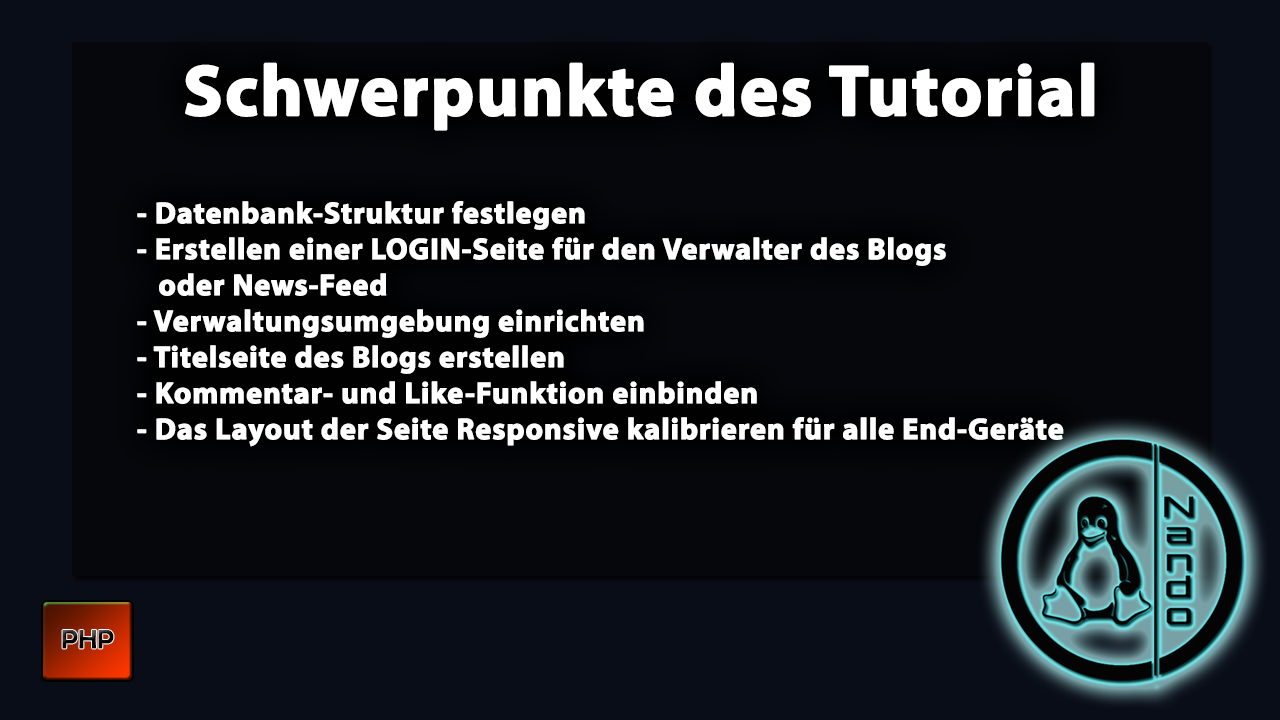 Schwerpunkte des Tutorial
- Datenbank-Struktur festlegen
- Erstellen einer LOGIN-Seite für den Verwalter des Blogs
oder News-Feed
- Verwaltungsumgebung einrichten
- Titelseite des Blogs erstellen
- Kommentar- und Like-Funktion einbinden
- Das Layout der Seite Responsive kalibrieren für alle End-Geräte
Nando
PHP